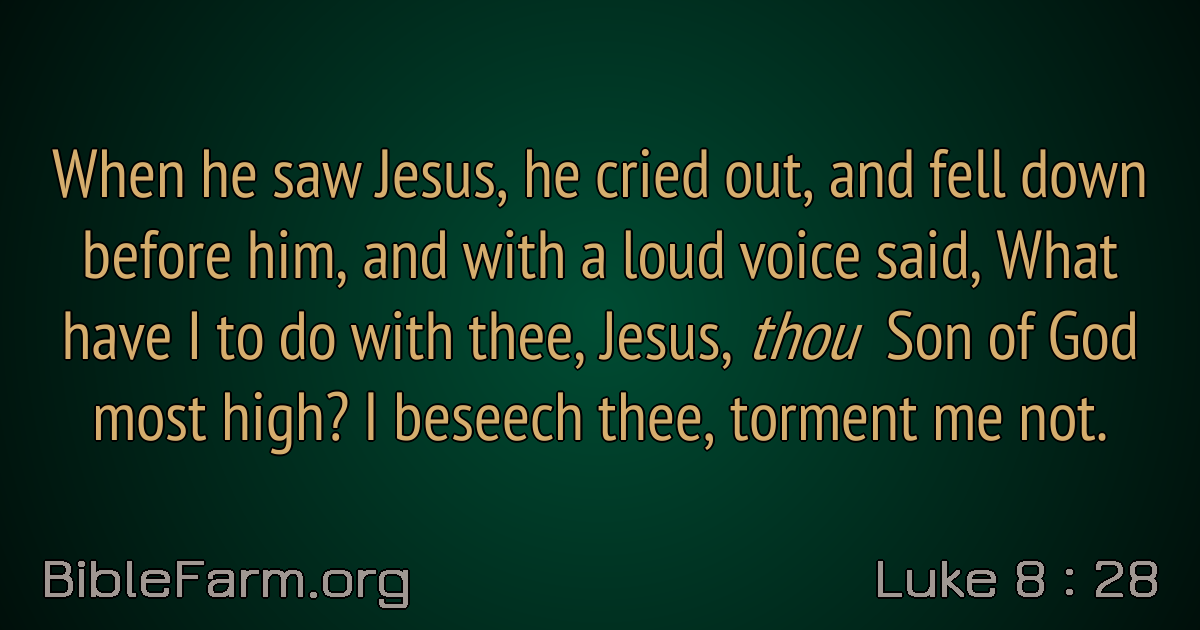 When he saw Jesus, he cried out, and fell down
before him, and with a loud voice said, What
have I to do with thee, Jesus, thou Son of God
most high? I beseech thee, torment me not.
BibleFarm.org
Luke 8 : 28